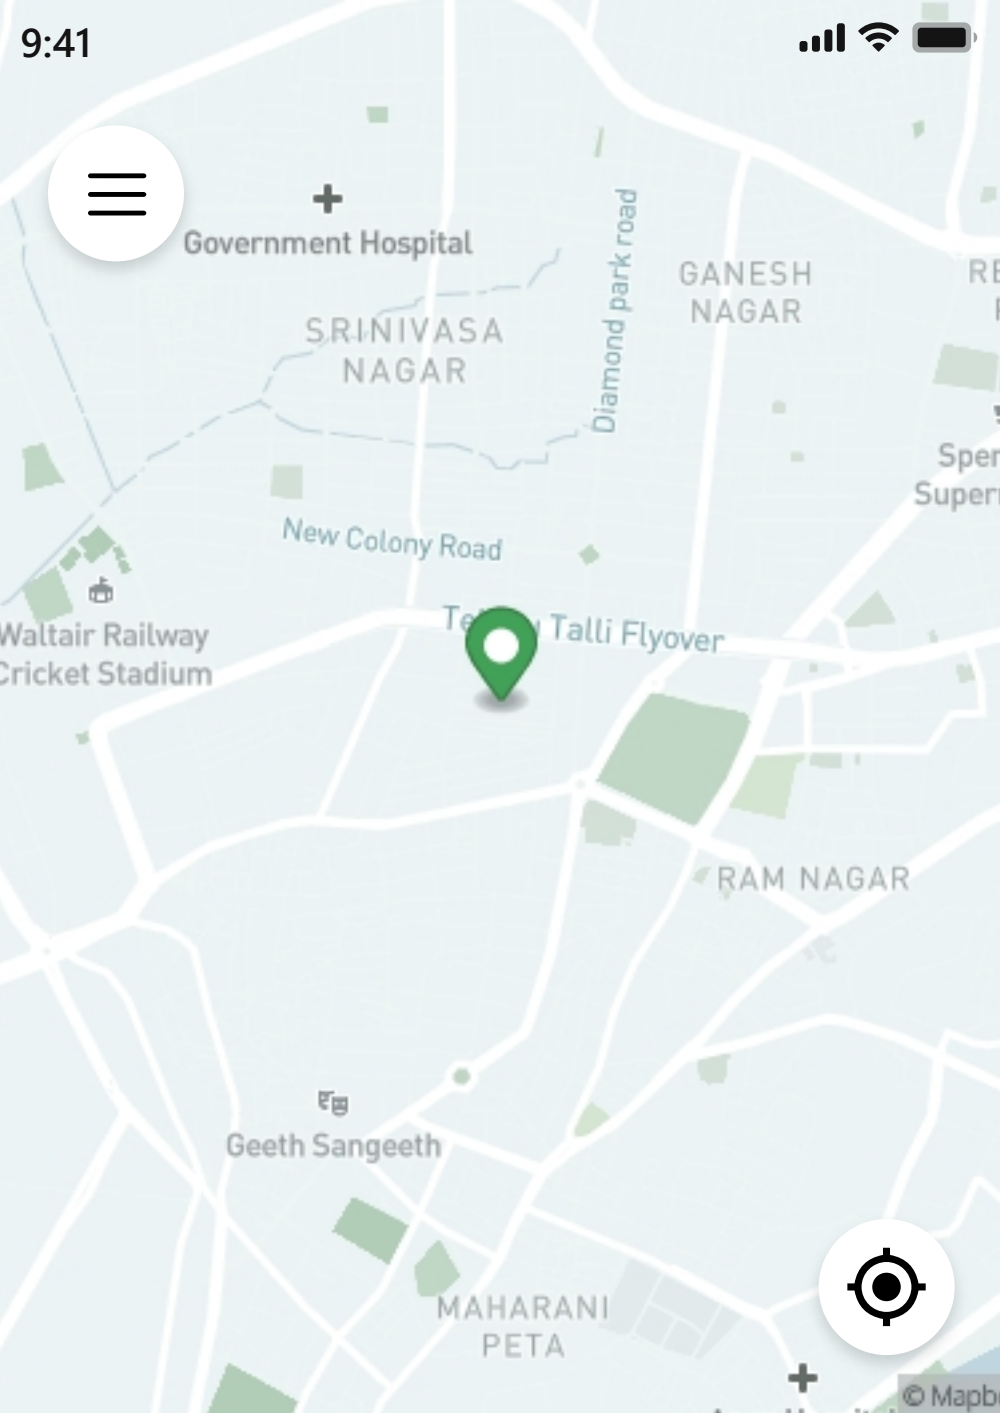 9:41
Government Hospital
Diamond park road
GANESH
NAGAR
SRINIVASA
NAGAR
New Colony Road
Talli Flyover
Waltair Railway
Cricket Stadium
RAM NAGAR
Geeth Sangeeth
MAHARANI
PETA